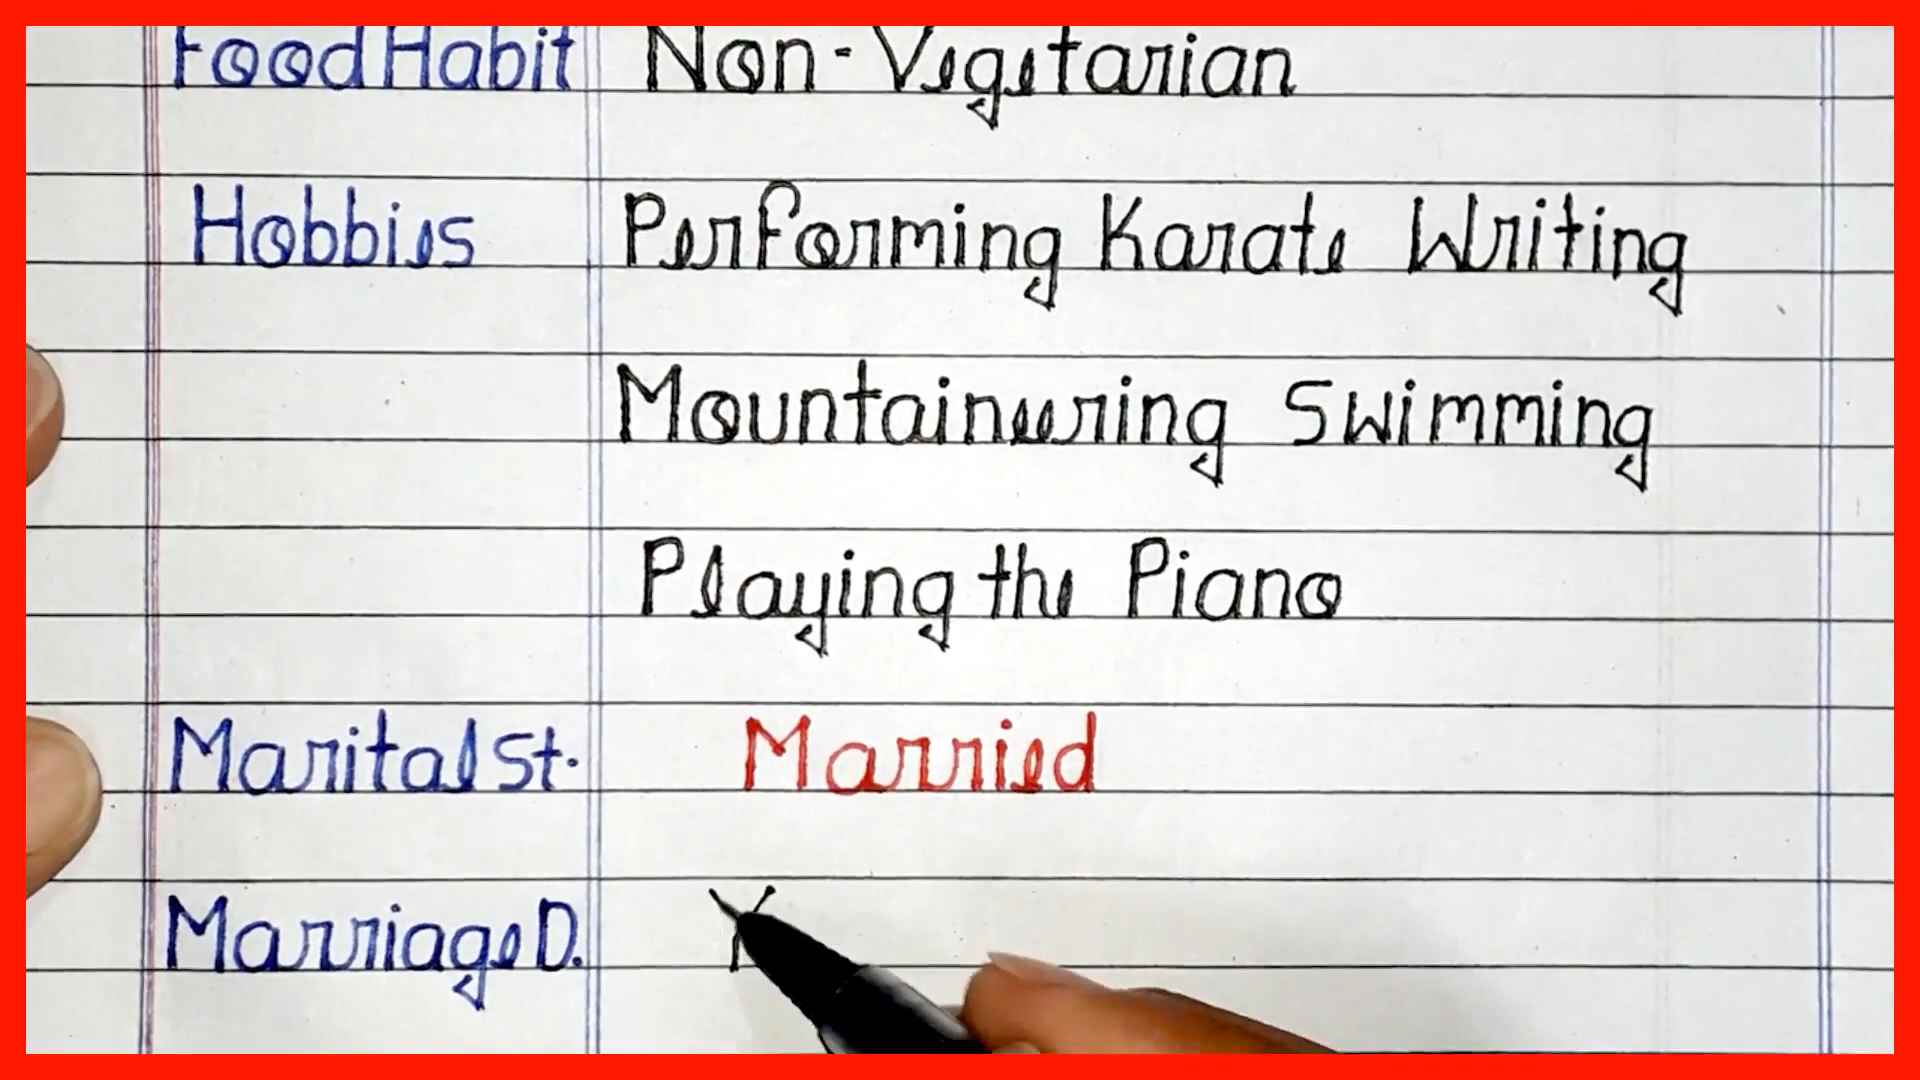 Food Habit Non-Vegetarian
Hobbies Performing Karate Writing
Mountaineering Swimming
Playing the Piano
Marital St. Married
Marriage D.